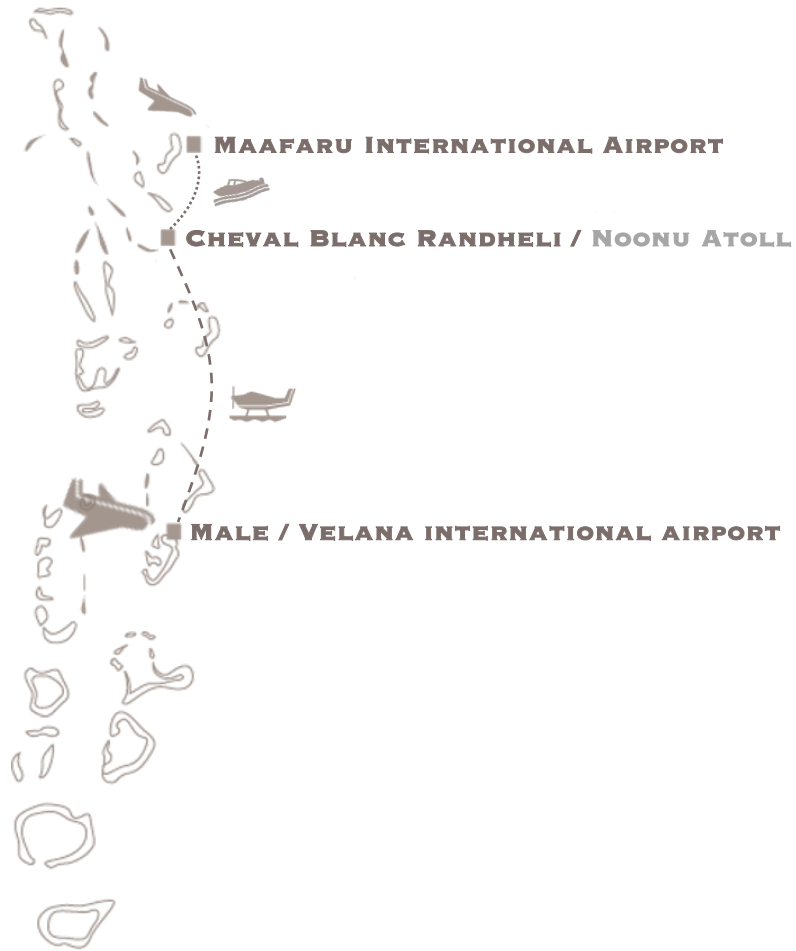 Maafaru International Airport
Cheval Blanc Randheli / Noonu Atoll
Male / Velana international airport